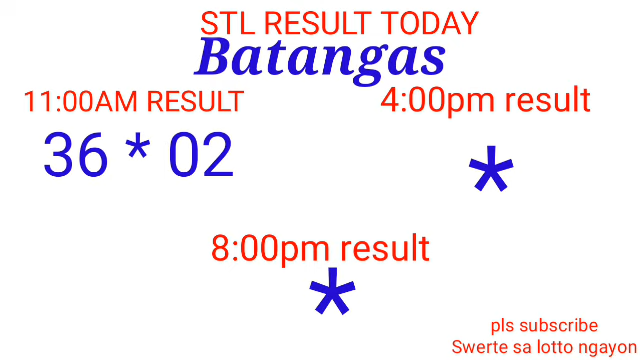 STL RESULT TODAY
Batangas
11:00AM RESULT
36 * 02
4:00pm result
*
8:00pm result
*
pls subscribe
Swerte sa lotto ngayon